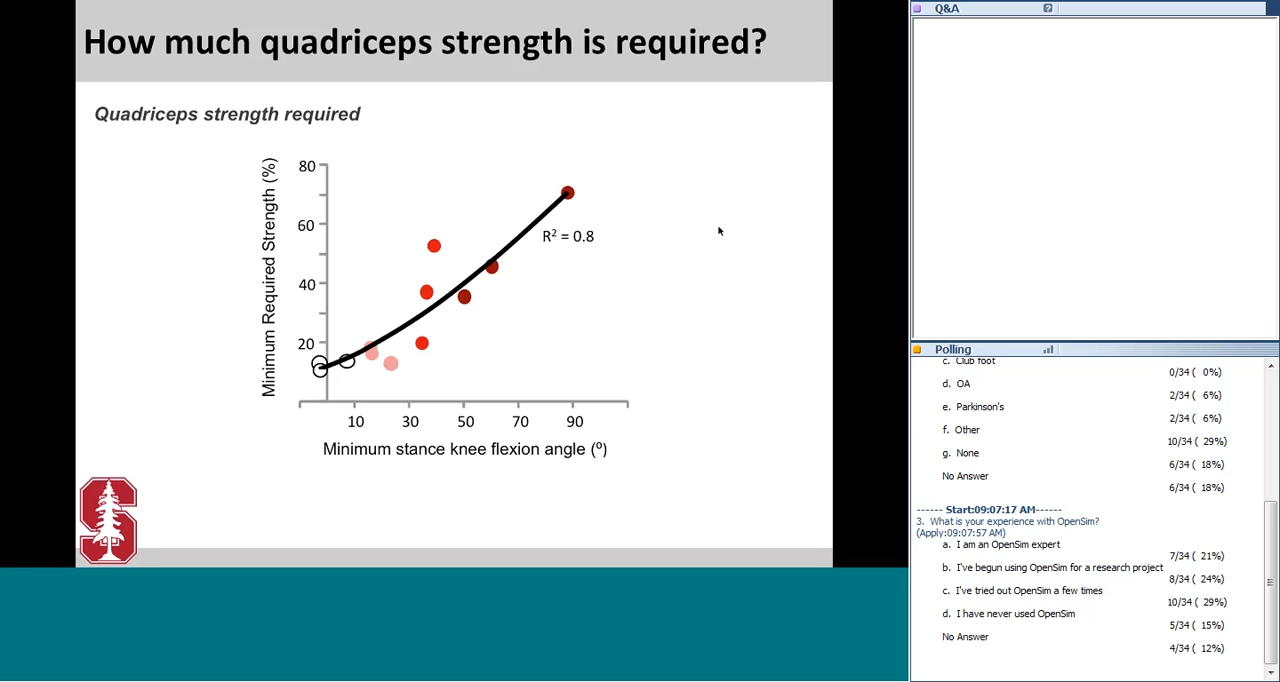 How much quadriceps strength is required?
Quadriceps strength required
Minimum Required Strength (%)
80
60
40
20
R² = 0.8
10 30 50 70 90
Minimum stance knee flexion angle (⁰)
Q&A
Polling
c. Club foot
0/34 ( 0%)
d. OA
2/34 ( 6%)
e. Parkinson's
2/34 ( 6%)
f. Other
10/34 ( 29%)
g. None
6/34 ( 18%)
No Answer
6/34 ( 18%)
------ Start:09:07:17 AM------
3. What is your experience with OpenSim?
(Apply:09:07:57 AM)
a. I am an OpenSim expert
7/34 ( 21%)
b. I've begun using OpenSim for a research project
8/34 ( 24%)
c. I've tried out OpenSim a few times
10/34 ( 29%)
d. I have never used OpenSim
5/34 ( 15%)
No Answer
4/34 ( 12%)